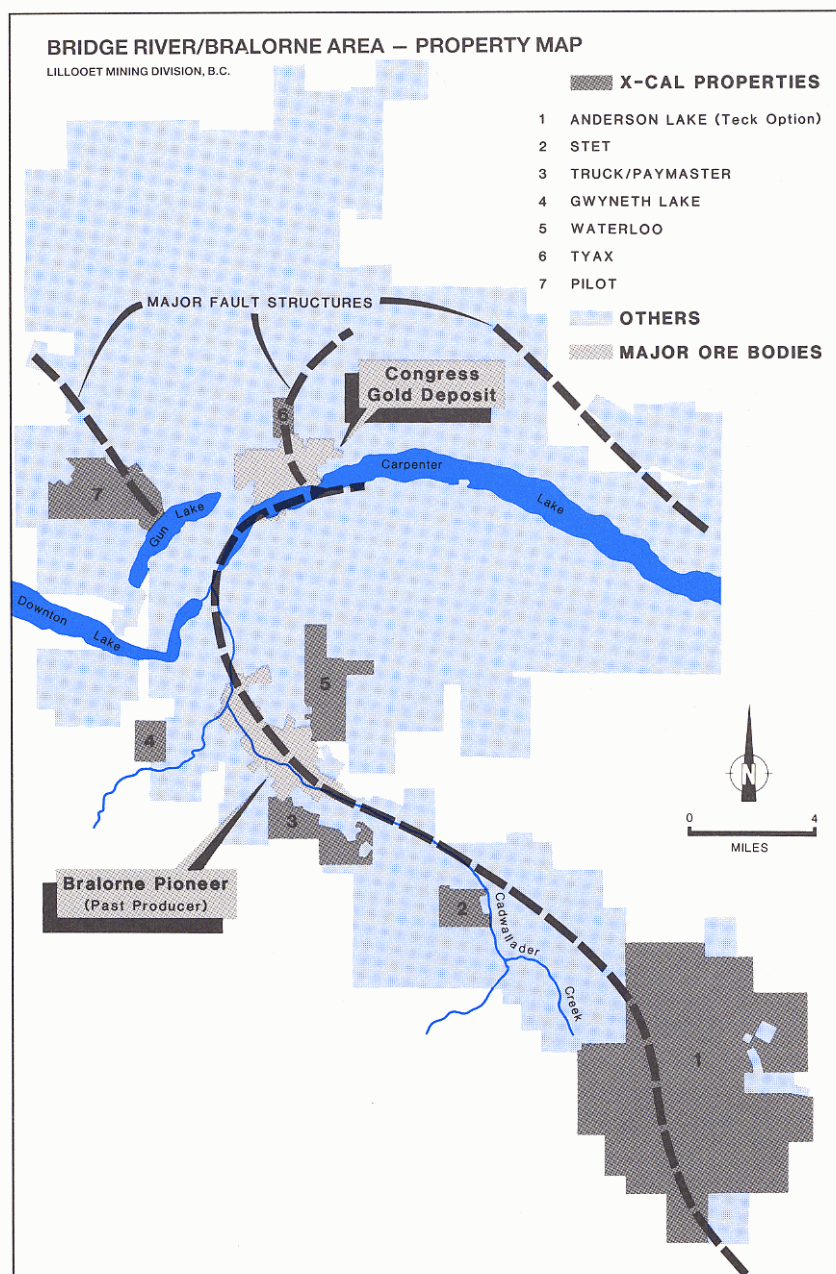 BRIDGE RIVER/BRALORNE AREA – PROPERTY MAP
LILLOOET MINING DIVISION, B.C.
X-CAL PROPERTIES
1 ANDERSON LAKE (Teck Option)
2 STET
3 TRUCK/PAYMASTER
4 GWYNETH LAKE
5 WATERLOO
6 TYAX
7 PILOT
OTHERS
MAJOR ORE BODIES
MAJOR FAULT STRUCTURES
Congress
Gold Deposit
6
Carpenter
Lake
7
Gun Lake
Downton
Lake
5
4
N
0 4
MILES
3
Bralorne Pioneer
(Past Producer)
2
Cadwallader
Creek
1